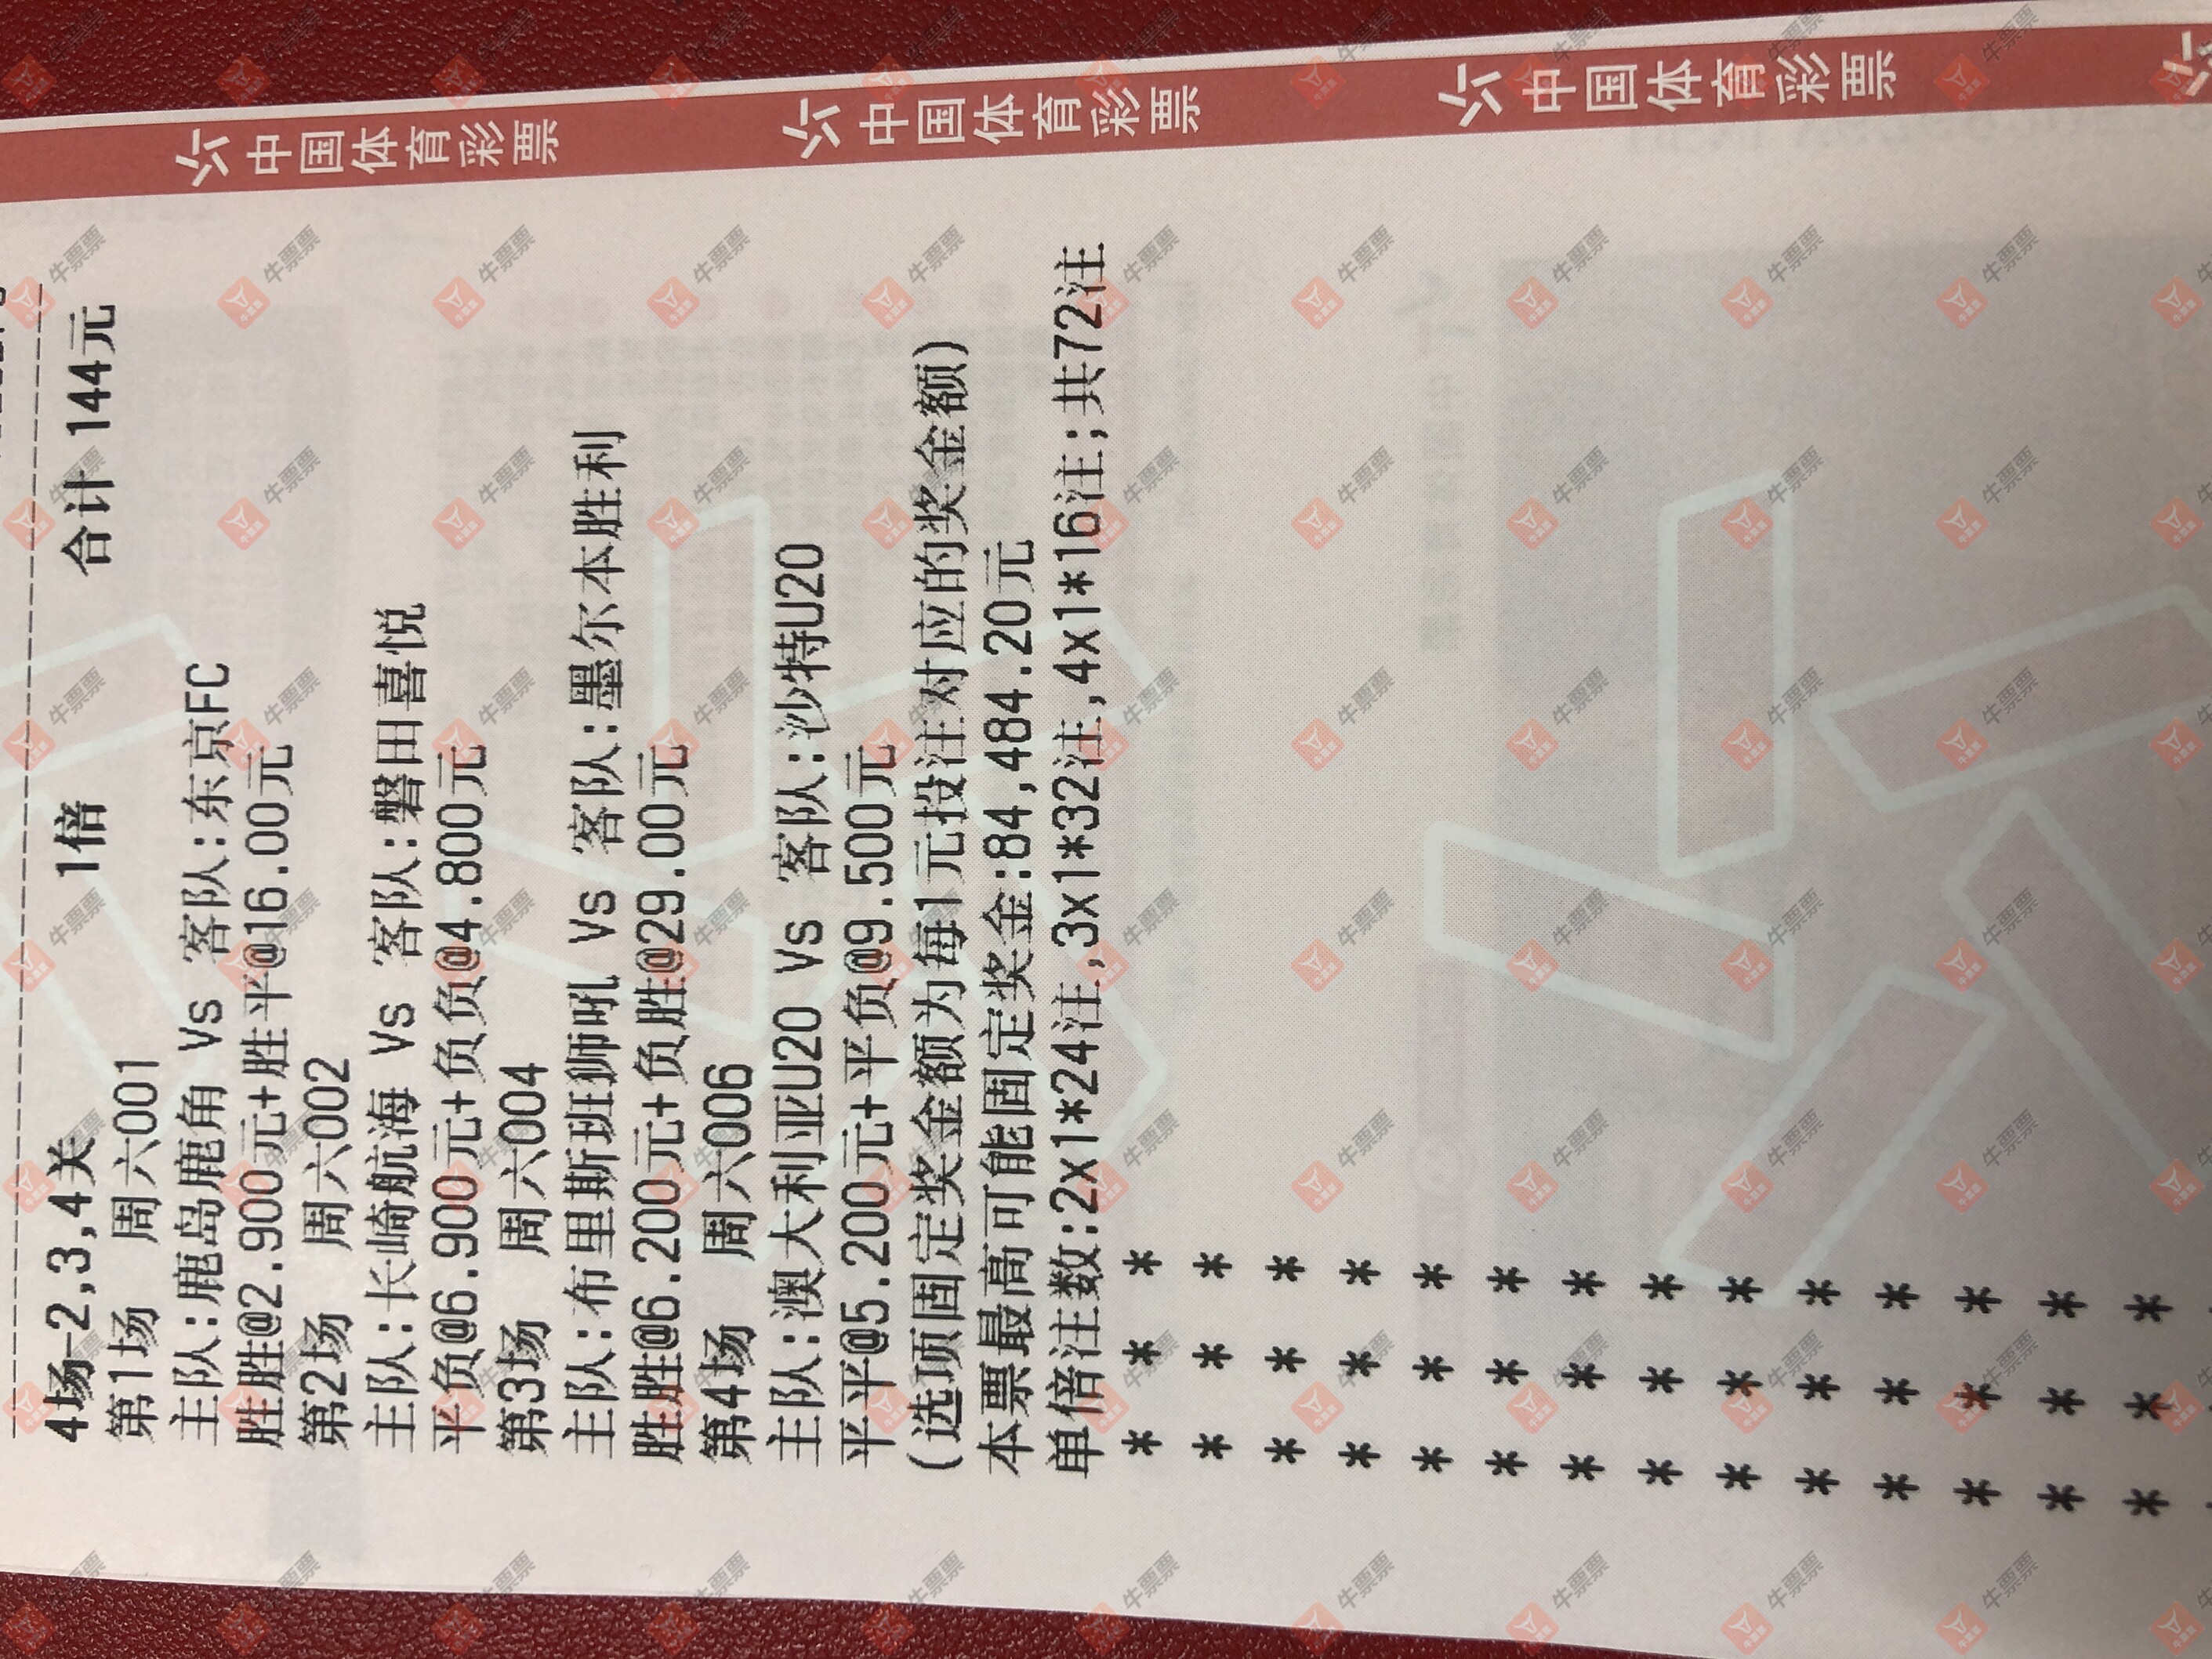 中国体育彩票
中国体育彩票
中国体育彩票
4场-2,3,4关 1倍 合计 144元
第1场 周六001
主队:鹿岛鹿角 Vs 客队:东京FC
胜胜@2.900元+胜平@16.00元
第2场 周六002
主队:长崎航海 Vs 客队:磐田喜悦
平负@6.900元+负负@4.800元
第3场 周六004
主队:布里斯班狮吼 Vs 客队:墨尔本胜利
胜胜@6.200元+负胜@29.00元
第4场 周六006
主队:澳大利亚U20 Vs 客队:沙特U20
平平@5.200元+平负@9.500元
(选项固定奖金额为每1元投注对应的奖金额)
本票最高可能固定奖金:84,484.20元
单倍注数:2x1*24注,3x1*32注,4x1*16注;共72注
* * *
* * *
* * *
* * *
* * *
* * *
* * *
* * *
* * *
* * *
* * *
* * *
* * *
* * *
牛票票